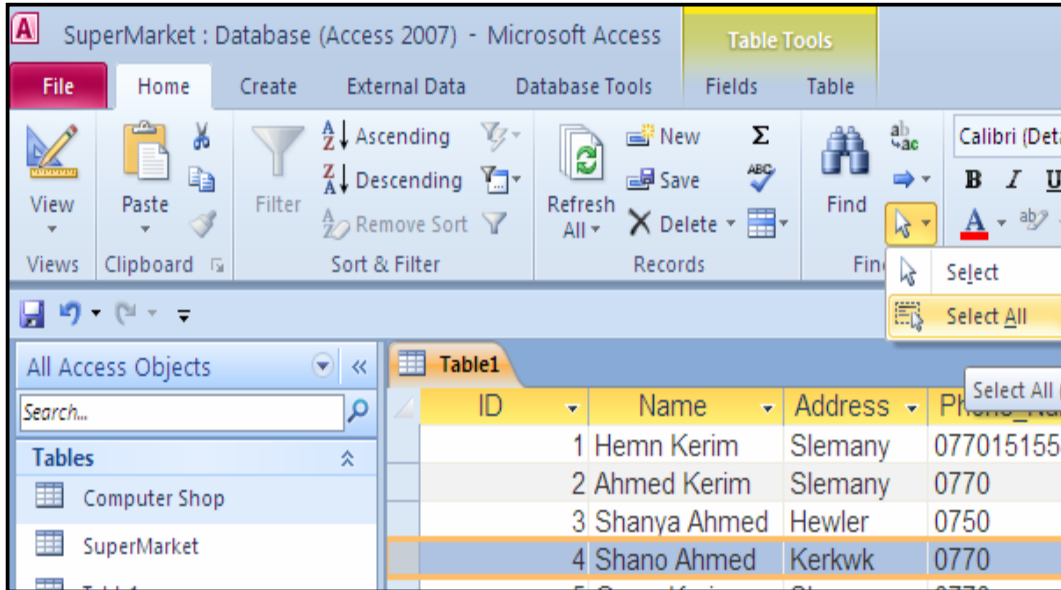 SuperMarket : Database (Access 2007) - Microsoft Access
Table Tools
File Home Create External Data Database Tools Fields Table
View
Views
Paste
Clipboard
Filter
Ascending
Descending
Remove Sort
Sort & Filter
Refresh All
New
Save
Delete
Records
Find
Calibri (Det
B I U
Select
Select All
All Access Objects
Search...
Tables
Computer Shop
SuperMarket
Table1
Select All
ID Name Address
1 Hemn Kerim Slemany 077015155
2 Ahmed Kerim Slemany 0770
3 Shanya Ahmed Hewler 0750
4 Shano Ahmed Kerkwk 0770